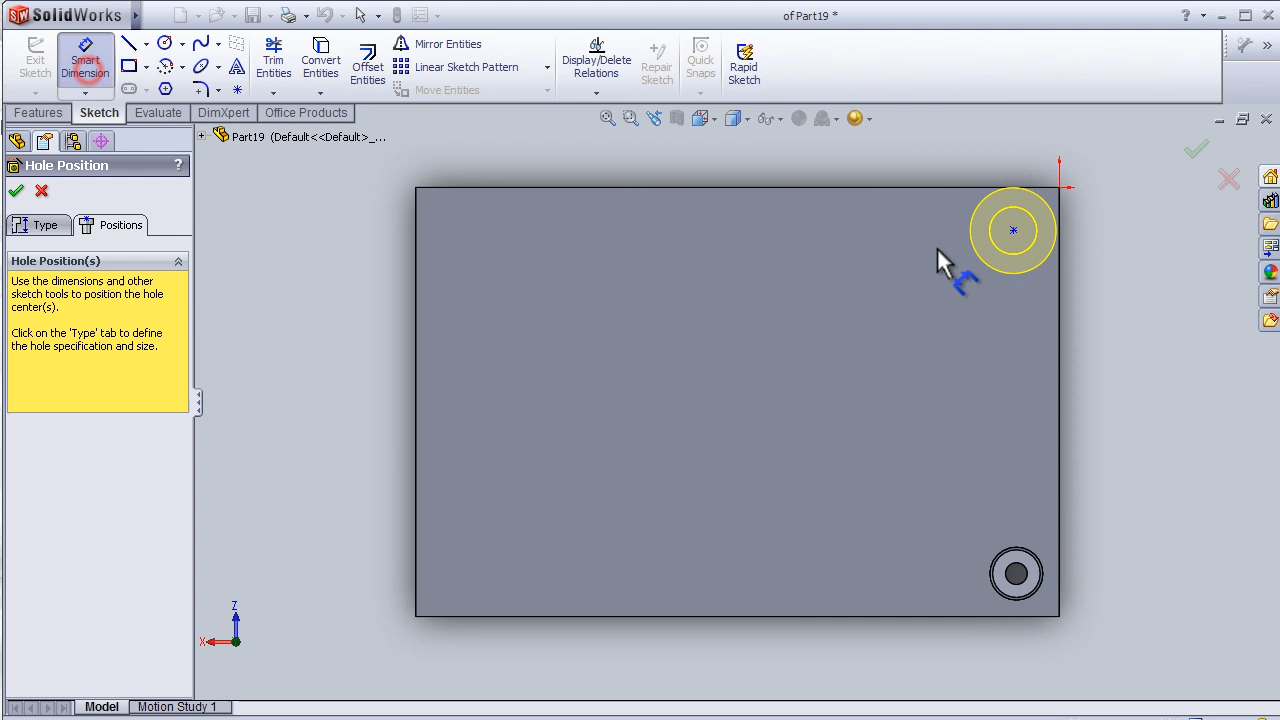 SolidWorks
of Part19 *
?
Exit Sketch
Smart Dimension
Trim Entities
Convert Entities
Offset Entities
Mirror Entities
Linear Sketch Pattern
Move Entities
Display/Delete Relations
Repair Sketch
Quick Snaps
Rapid Sketch
Features
Sketch
Evaluate
DimXpert
Office Products
Part19 (Default<<Default>_...
Hole Position
?
Type
Positions
Hole Position(s)
Use the dimensions and other
sketch tools to position the hole
center(s).
Click on the 'Type' tab to define
the hole specification and size.
Z
X
Model
Motion Study 1